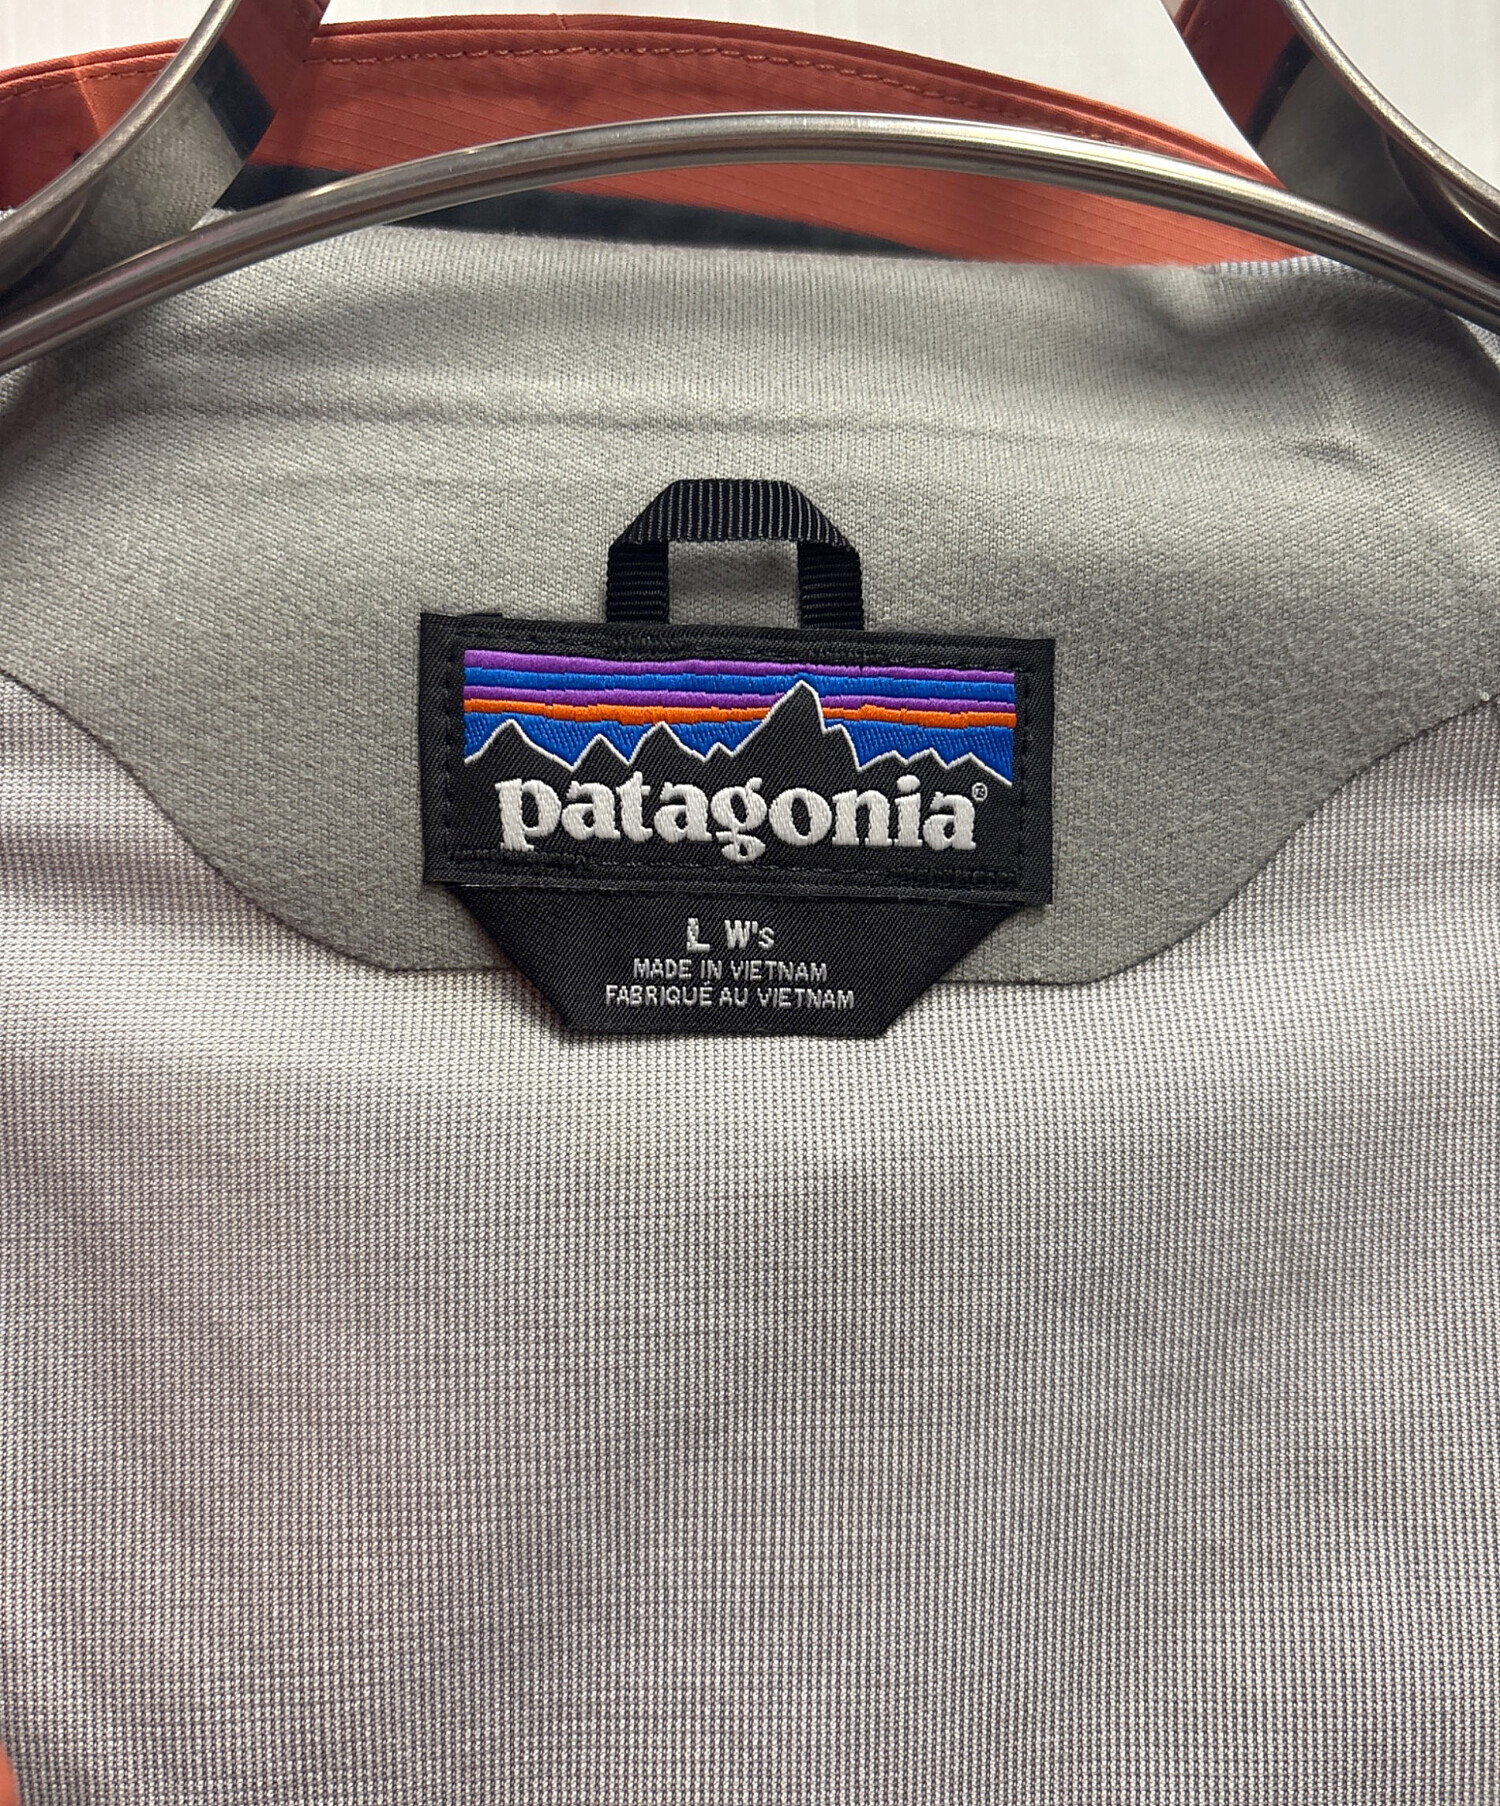 patagonia®
L W's
MADE IN VIETNAM
FABRIQUÉ AU VIETNAM